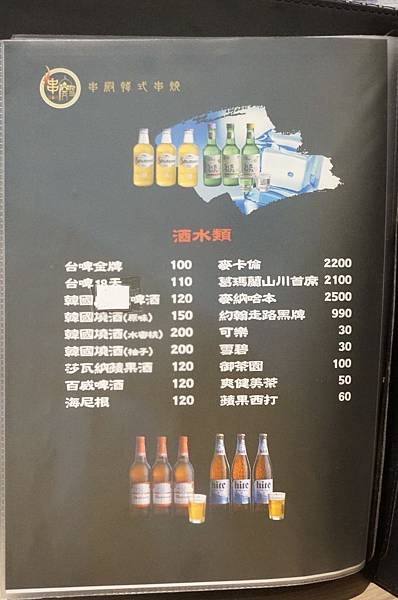 串殿韓式串燒
酒水類
台啤金牌 100
台啤18天 110
韓國 啤酒 120
韓國燒酒(原味) 150
韓國燒酒(水蜜桃) 200
韓國燒酒(柚子) 200
莎瓦納蘋果酒 120
百威啤酒 120
海尼根 120
麥卡倫 2200
葛瑪蘭山川首席 2100
麥納哈本 2500
約翰走路黑牌 990
可樂 30
雪碧 30
御茶園 100
爽健美茶 50
蘋果西打 60
hite
hite
hite